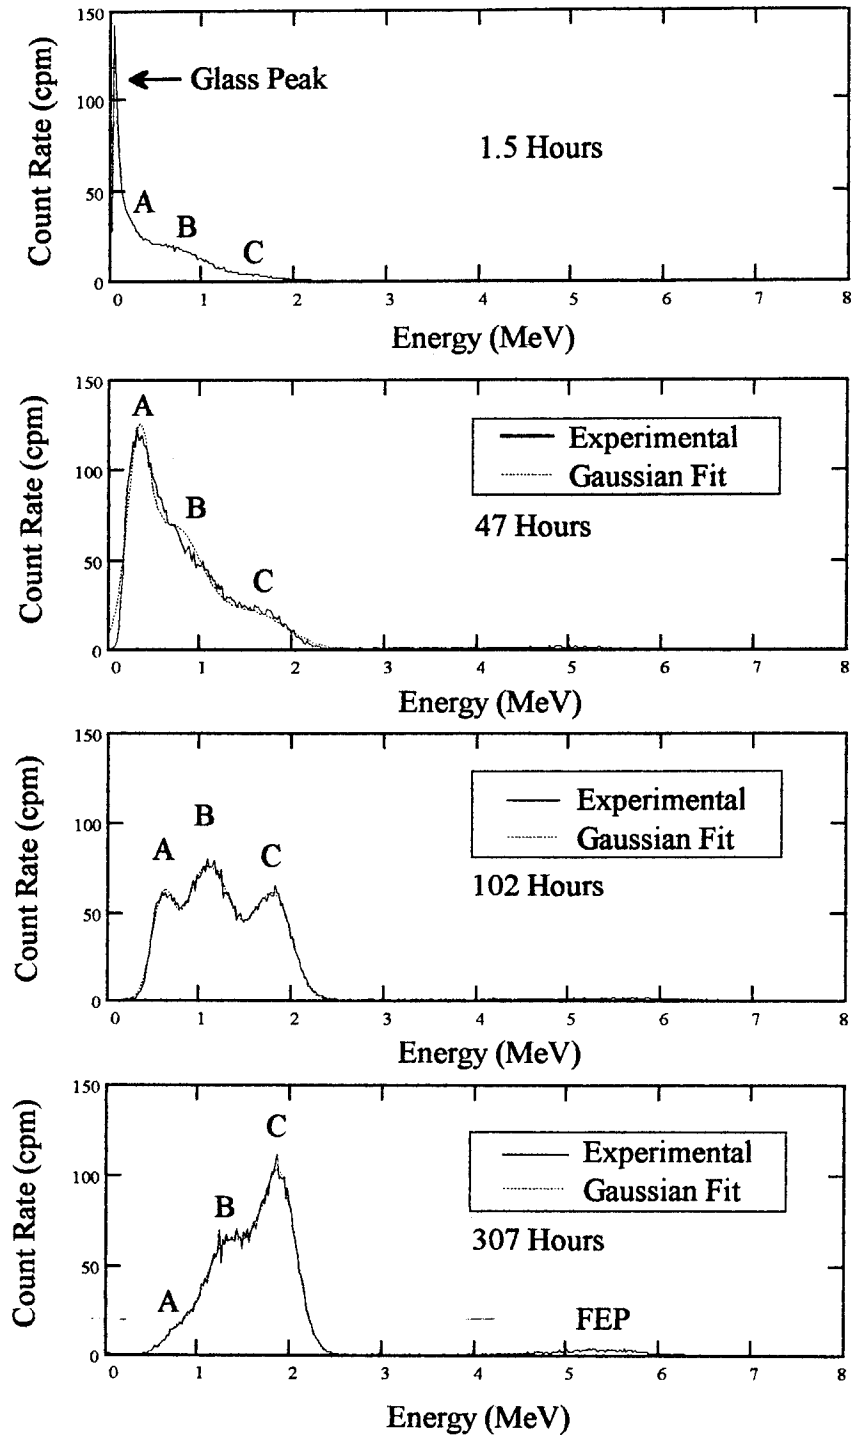 150
Glass Peak
100
Count Rate (cpm)
1.5 Hours
50
A
B
C
0
0 1 2 3 4 5 6 7 8
Energy (MeV)
150
A
Experimental
Gaussian Fit
100
Count Rate (cpm)
B
47 Hours
50
C
0
0 1 2 3 4 5 6 7 8
Energy (MeV)
150
Experimental
Gaussian Fit
100
Count Rate (cpm)
B
A
C
102 Hours
50
0
0 1 2 3 4 5 6 7 8
Energy (MeV)
150
C
Experimental
Gaussian Fit
100
Count Rate (cpm)
B
307 Hours
50
A
FEP
0
0 1 2 3 4 5 6 7 8
Energy (MeV)